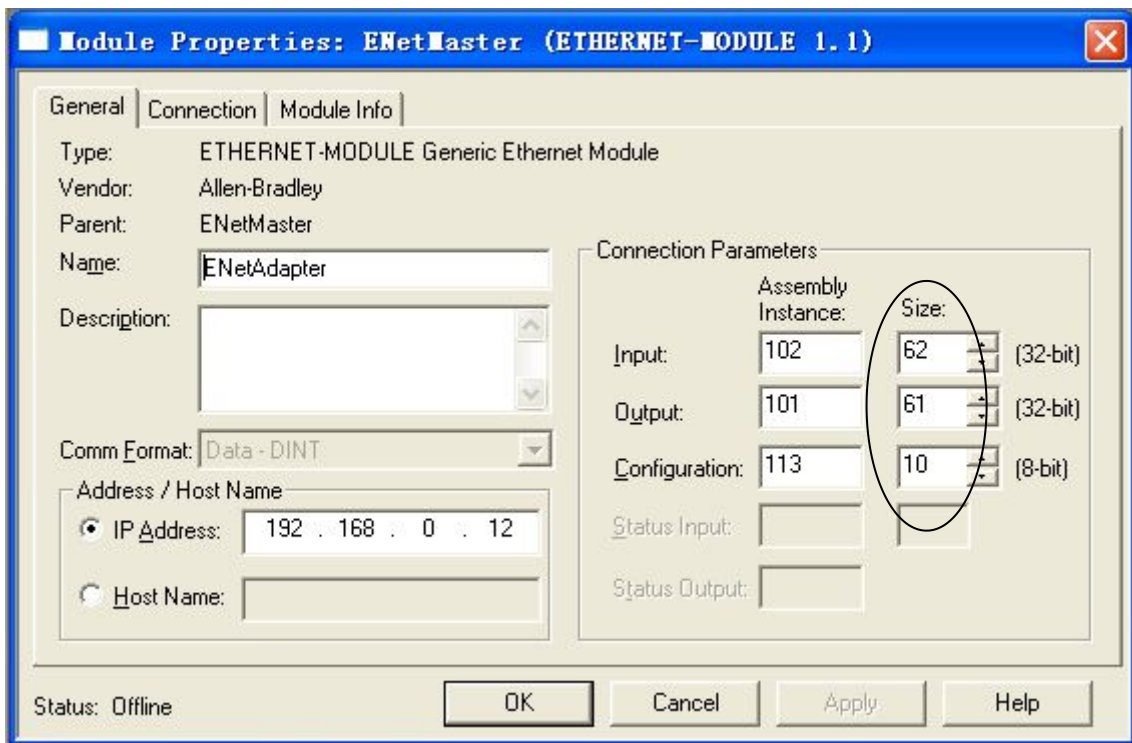 Module Properties: ENetMaster (ETHERNET-MODULE 1.1)
General
Connection
Module Info
Type: ETHERNET-MODULE Generic Ethernet Module
Vendor: Allen-Bradley
Parent: ENetMaster
Name: ENetAdapter
Description:
Comm Format: Data - DINT
Address / Host Name
IP Address: 192 . 168 . 0 . 12
Host Name:
Connection Parameters
Assembly
Instance: Size:
Input: 102 62 (32-bit)
Output: 101 61 (32-bit)
Configuration: 113 10 (8-bit)
Status Input:
Status Output:
Status: Offline
OK
Cancel
Apply
Help